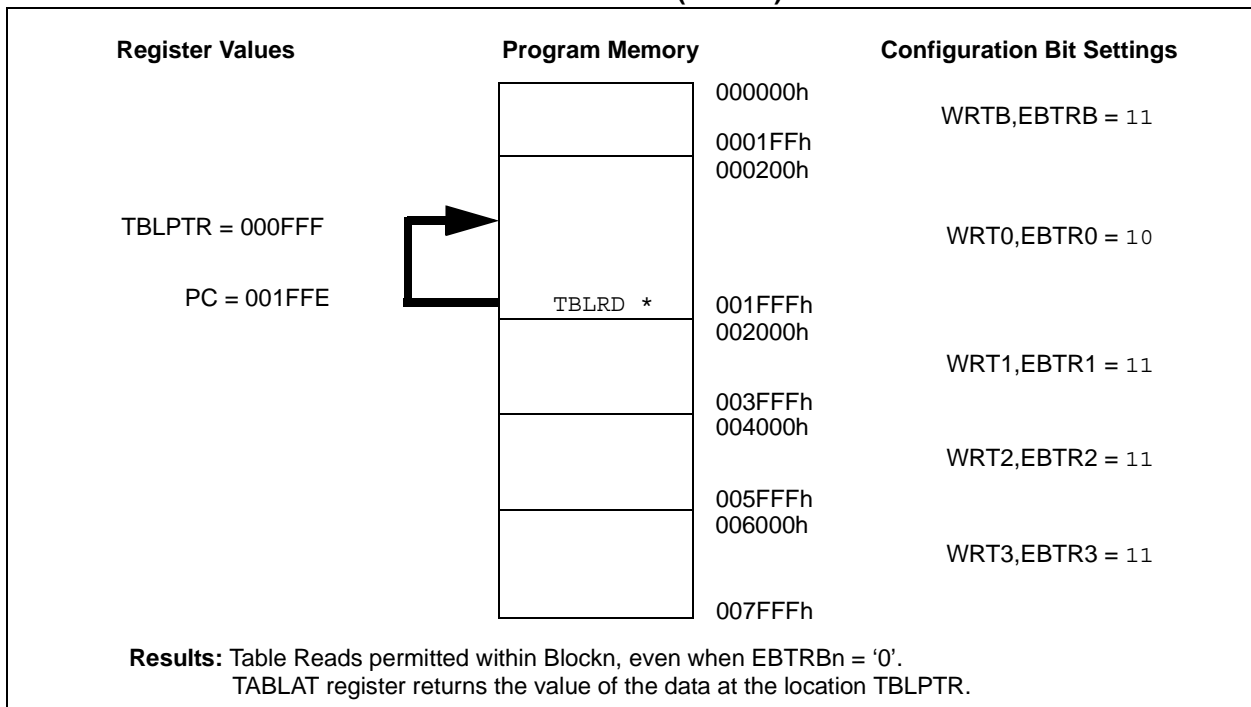 Register Values Program Memory Configuration Bit Settings
000000h
WRTB,EBTRB = 11
0001FFh
000200h
TBLPTR = 000FFF
WRT0,EBTR0 = 10
PC = 001FFE
TBLRD *
001FFFh
002000h
WRT1,EBTR1 = 11
003FFFh
004000h
WRT2,EBTR2 = 11
005FFFh
006000h
WRT3,EBTR3 = 11
007FFFh
Results: Table Reads permitted within Blockn, even when EBTRBn = ‘0’.
TABLAT register returns the value of the data at the location TBLPTR.